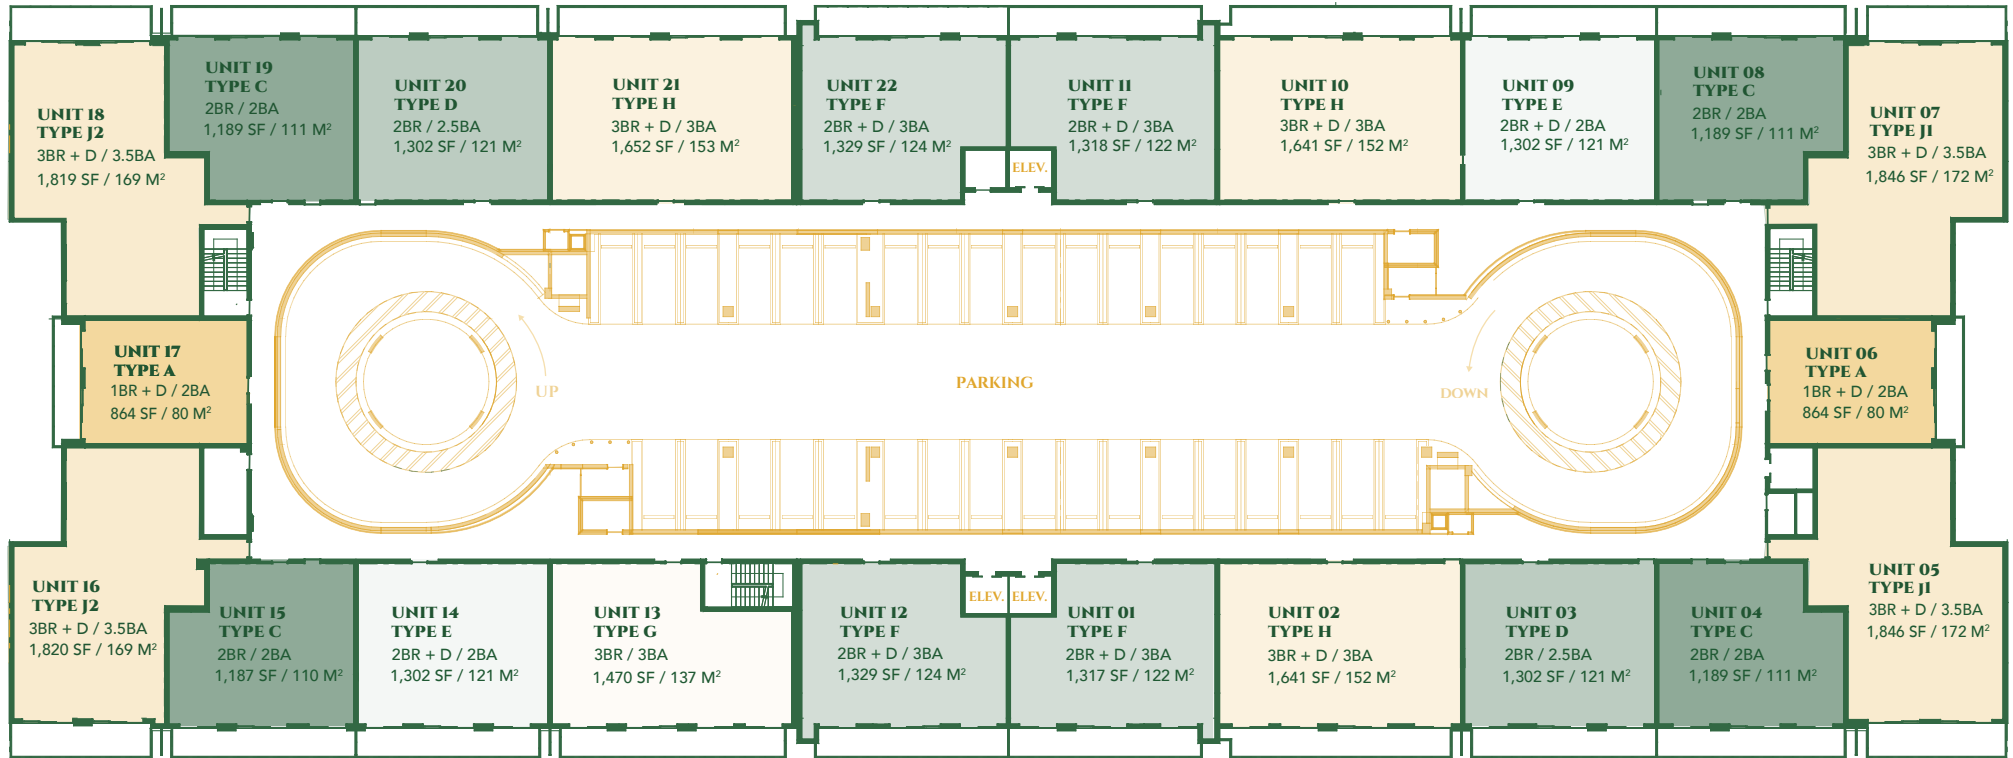 UNIT 18
TYPE J2
3BR + D / 3.5BA
1,819 SF / 169 M²
UNIT 19
TYPE C
2BR / 2BA
1,189 SF / 111 M²
UNIT 20
TYPE D
2BR / 2.5BA
1,302 SF / 121 M²
UNIT 21
TYPE H
3BR + D / 3BA
1,652 SF / 153 M²
UNIT 22
TYPE F
2BR + D / 3BA
1,329 SF / 124 M²
UNIT 11
TYPE F
2BR + D / 3BA
1,318 SF / 122 M²
ELEV.
UNIT 10
TYPE H
3BR + D / 3BA
1,641 SF / 152 M²
UNIT 09
TYPE E
2BR + D / 2BA
1,302 SF / 121 M²
UNIT 08
TYPE C
2BR / 2BA
1,189 SF / 111 M²
UNIT 07
TYPE J1
3BR + D / 3.5BA
1,846 SF / 172 M²
UNIT 17
TYPE A
1BR + D / 2BA
864 SF / 80 M²
UP
PARKING
DOWN
UNIT 06
TYPE A
1BR + D / 2BA
864 SF / 80 M²
UNIT 16
TYPE J2
3BR + D / 3.5BA
1,820 SF / 169 M²
UNIT 15
TYPE C
2BR / 2BA
1,187 SF / 110 M²
UNIT 14
TYPE E
2BR + D / 2BA
1,302 SF / 121 M²
UNIT 13
TYPE G
3BR / 3BA
1,470 SF / 137 M²
UNIT 12
TYPE F
2BR + D / 3BA
1,329 SF / 124 M²
ELEV.
ELEV.
UNIT 01
TYPE F
2BR + D / 3BA
1,317 SF / 122 M²
UNIT 02
TYPE H
3BR + D / 3BA
1,641 SF / 152 M²
UNIT 03
TYPE D
2BR / 2.5BA
1,302 SF / 121 M²
UNIT 04
TYPE C
2BR / 2BA
1,189 SF / 111 M²
UNIT 05
TYPE J1
3BR + D / 3.5BA
1,846 SF / 172 M²